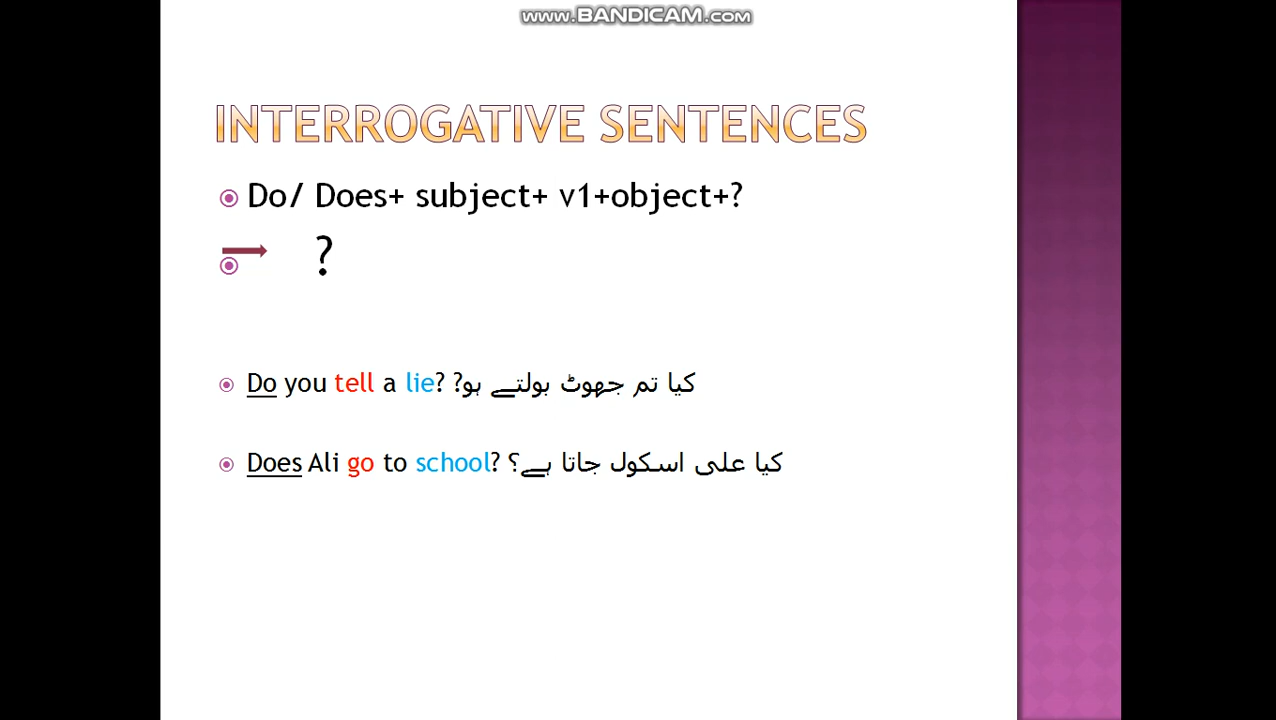 www.BANDICAM.com
INTERROGATIVE SENTENCES
Do/ Does+ subject+ v1+object+?
?
Do you tell a lie? کیا تم جھوٹ بولتے ہو?
Does Ali go to school? کیا علی اسکول جاتا ہے؟